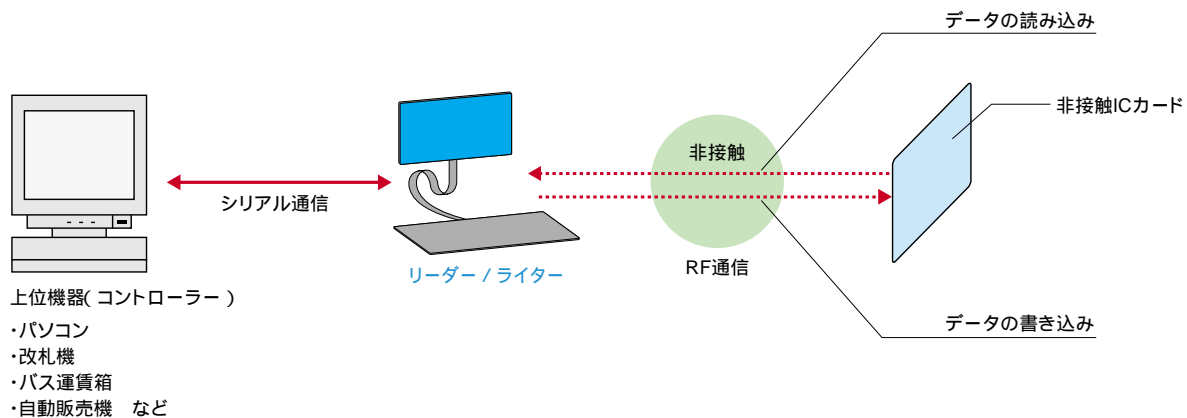 データの読み込み
非接触ICカード
非接触
シリアル通信
RF通信
リーダー / ライター
上位機器( コントローラー )
・パソコン
・改札機
・バス運賃箱
・自動販売機　など
データの書き込み